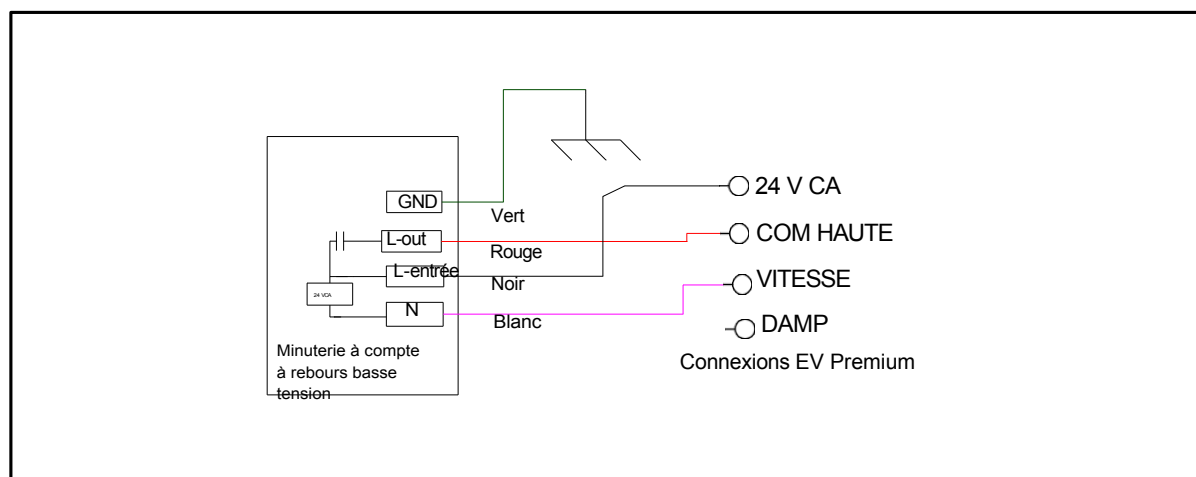 GND
Vert
24 V CA
L-out
Rouge
COM HAUTE
L-entrée
Noir
VITESSE
24 VCA
N
Blanc
DAMP
Minuterie à compte
à rebours basse
tension
Connexions EV Premium